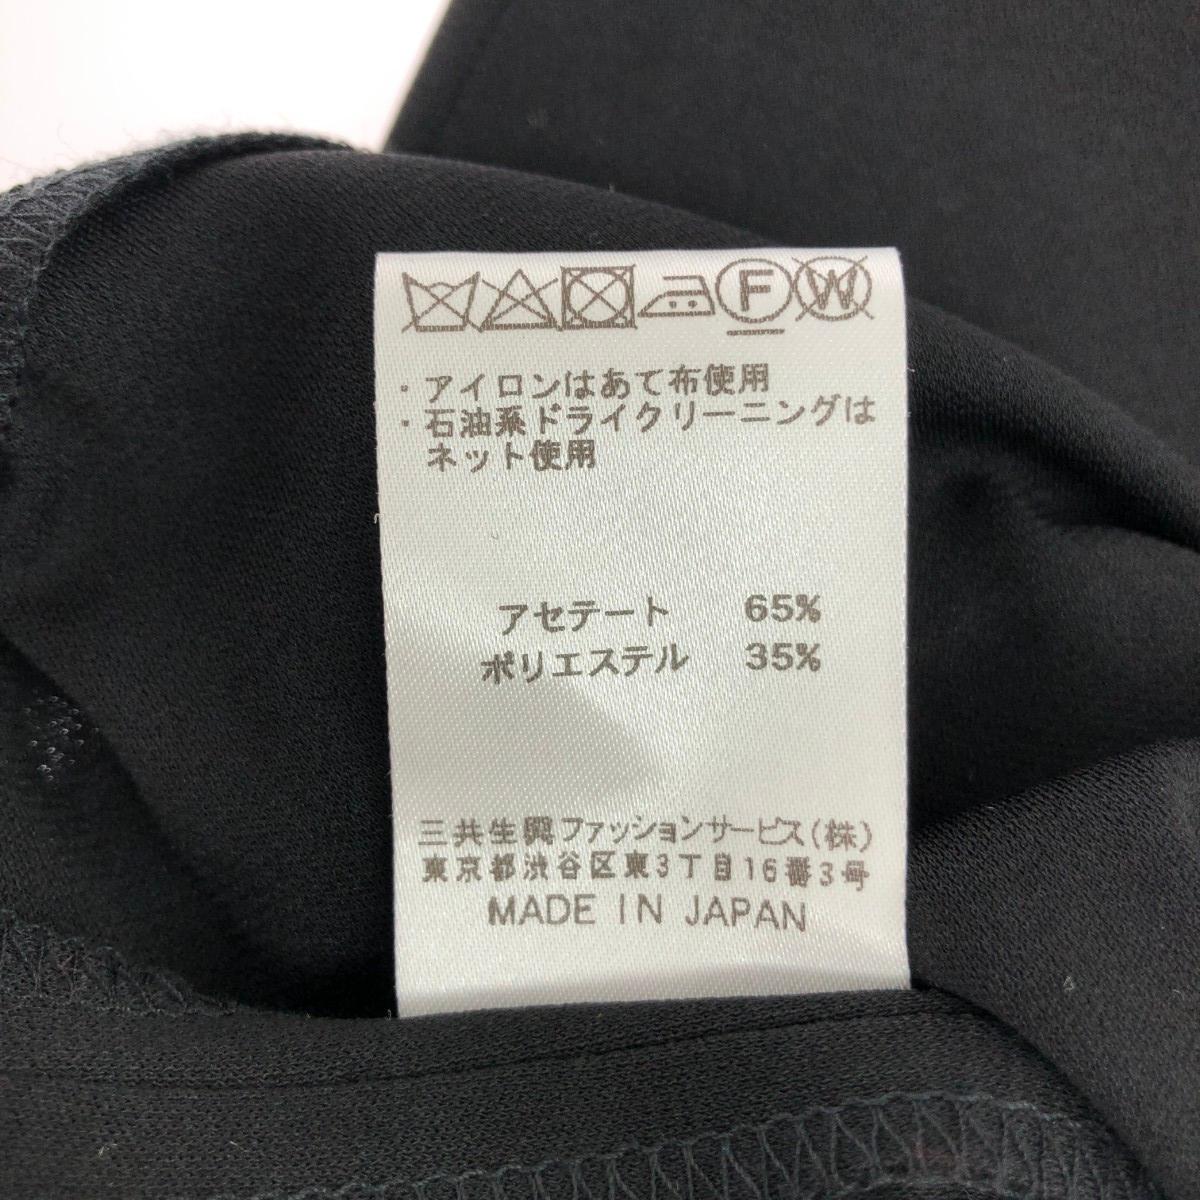 F W
・アイロンはあて布使用
・石油系ドライクリーニングは
ネット使用
アセテート 65%
ポリエステル 35%
三共生興ファッションサービス(株)
東京都渋谷区東3丁目16番3号
MADE IN JAPAN